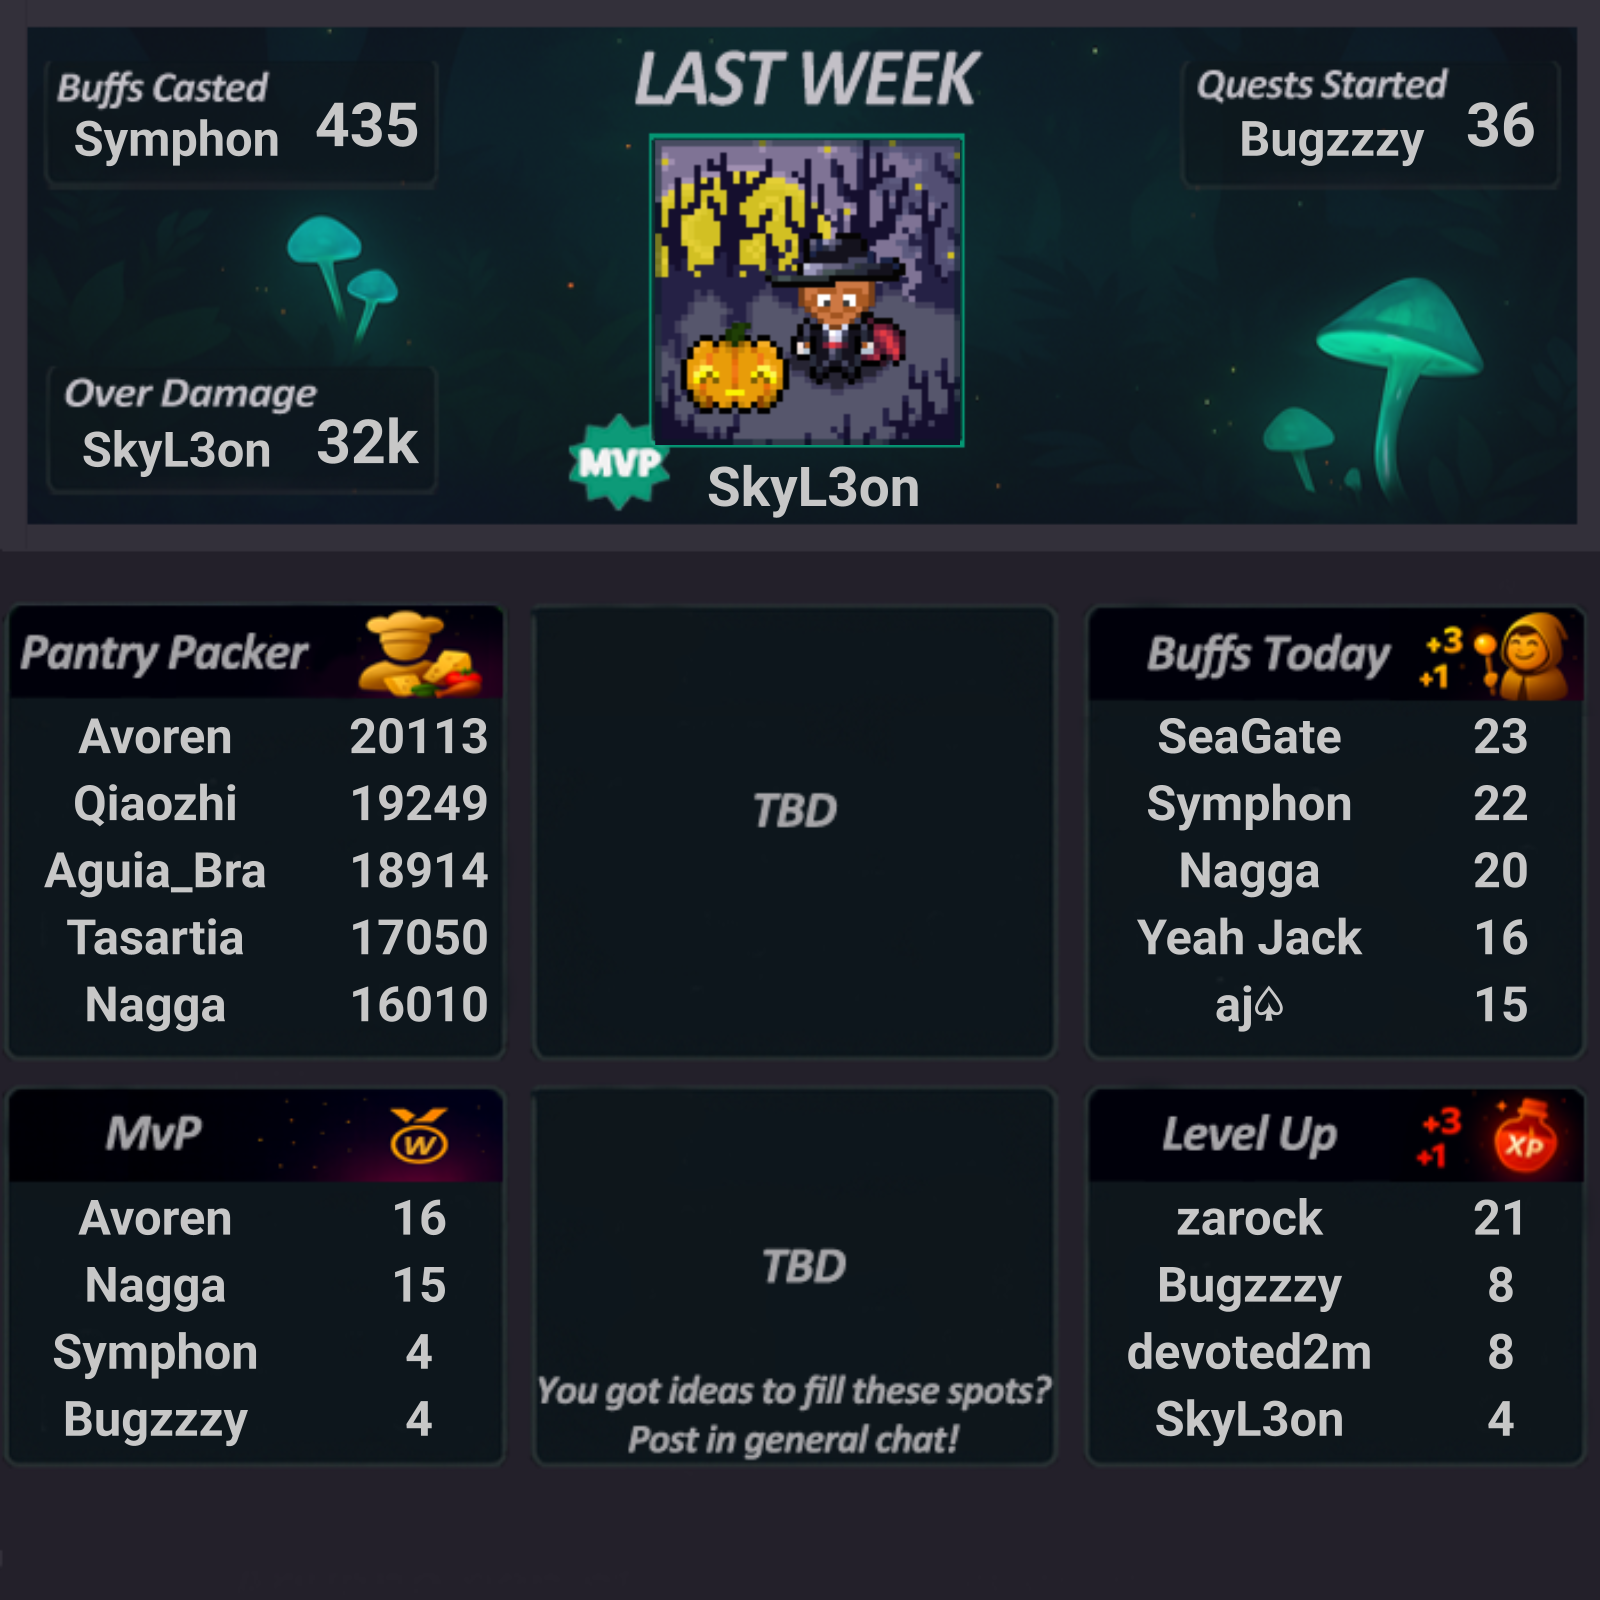 LAST WEEK
Buffs Casted
Symphon 435
Quests Started
Bugzzzy 36
Over Damage
SkyL3on 32k
MVP
SkyL3on
Pantry Packer
Avoren 20113
Qiaozhi 19249
Aguia_Bra 18914
Tasartia 17050
Nagga 16010
TBD
Buffs Today +3 +1
SeaGate 23
Symphon 22
Nagga 20
Yeah Jack 16
aj♤ 15
MvP W
Avoren 16
Nagga 15
Symphon 4
Bugzzzy 4
TBD
You got ideas to fill these spots?
Post in general chat!
Level Up +3 +1 XP
zarock 21
Bugzzzy 8
devoted2m 8
SkyL3on 4